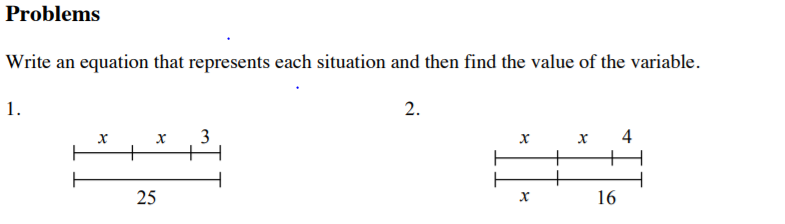 Problems
Write an equation that represents each situation and then find the value of the variable.
1. 2.
x x 3 x x 4
25 x 16